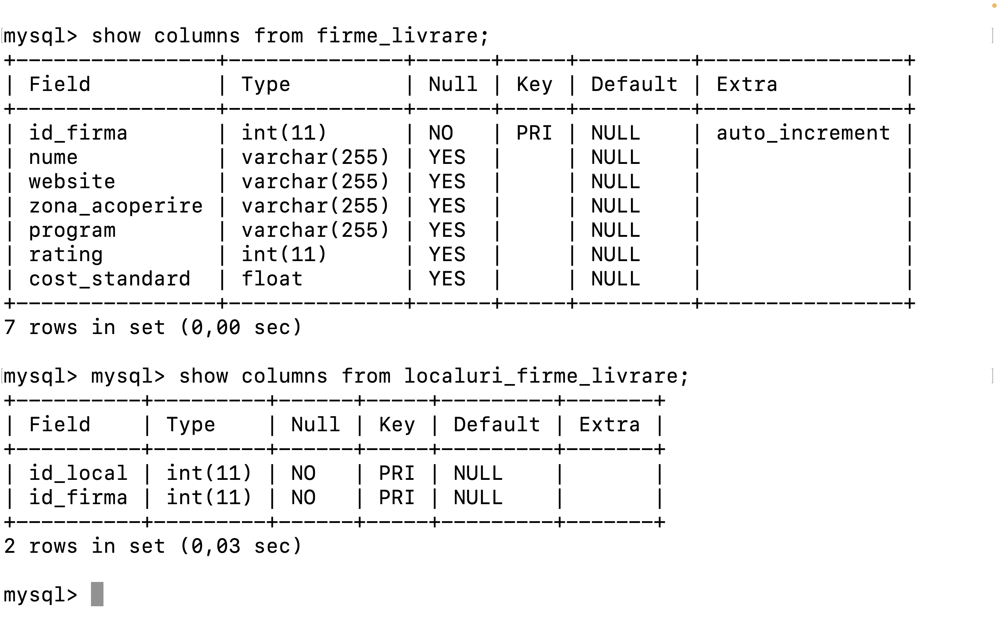 mysql> show columns from firme_livrare;
+-----------------+--------------+------+-----+---------+----------------+
| Field           | Type         | Null | Key | Default | Extra          |
+-----------------+--------------+------+-----+---------+----------------+
| id_firma        | int(11)      | NO   | PRI | NULL    | auto_increment |
| nume            | varchar(255) | YES  |     | NULL    |                |
| website         | varchar(255) | YES  |     | NULL    |                |
| zona_acoperire  | varchar(255) | YES  |     | NULL    |                |
| program         | varchar(255) | YES  |     | NULL    |                |
| rating          | int(11)      | YES  |     | NULL    |                |
| cost_standard   | float        | YES  |     | NULL    |                |
+-----------------+--------------+------+-----+---------+----------------+
7 rows in set (0,00 sec)
mysql> mysql> show columns from localuri_firme_livrare;
+----------+---------+------+-----+---------+-------+
| Field    | Type    | Null | Key | Default | Extra |
+----------+---------+------+-----+---------+-------+
| id_local | int(11) | NO   | PRI | NULL    |       |
| id_firma | int(11) | NO   | PRI | NULL    |       |
+----------+---------+------+-----+---------+-------+
2 rows in set (0,03 sec)
mysql>